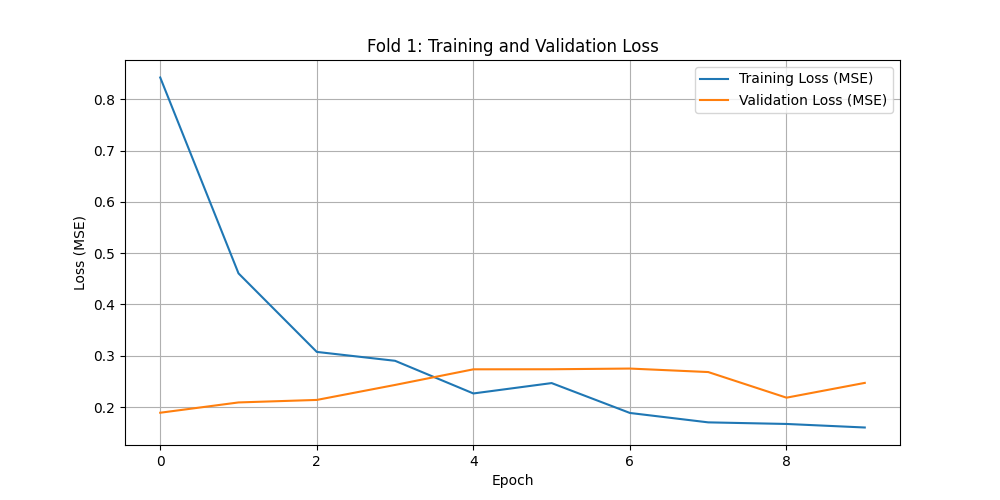 Fold 1: Training and Validation Loss
Training Loss (MSE)
Validation Loss (MSE)
Loss (MSE)
0.8
0.7
0.6
0.5
0.4
0.3
0.2
0 2 4 6 8
Epoch